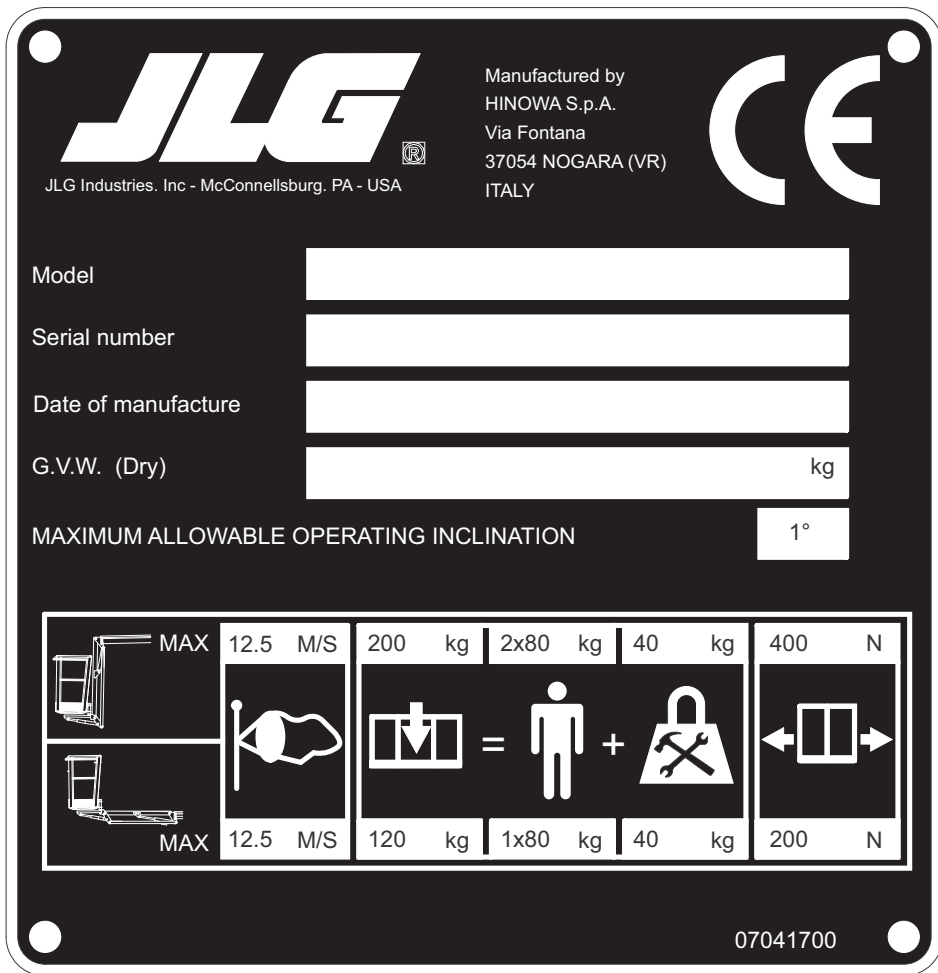 JLG
®
JLG Industries. Inc - McConnellsburg. PA - USA
Manufactured by
HINOWA S.p.A.
Via Fontana
37054 NOGARA (VR)
ITALY
CE
Model
Serial number
Date of manufacture
G.V.W. (Dry) kg
MAXIMUM ALLOWABLE OPERATING INCLINATION 1°
MAX 12.5 M/S 200 kg 2x80 kg 40 kg 400 N
= +
MAX 12.5 M/S 120 kg 1x80 kg 40 kg 200 N
07041700